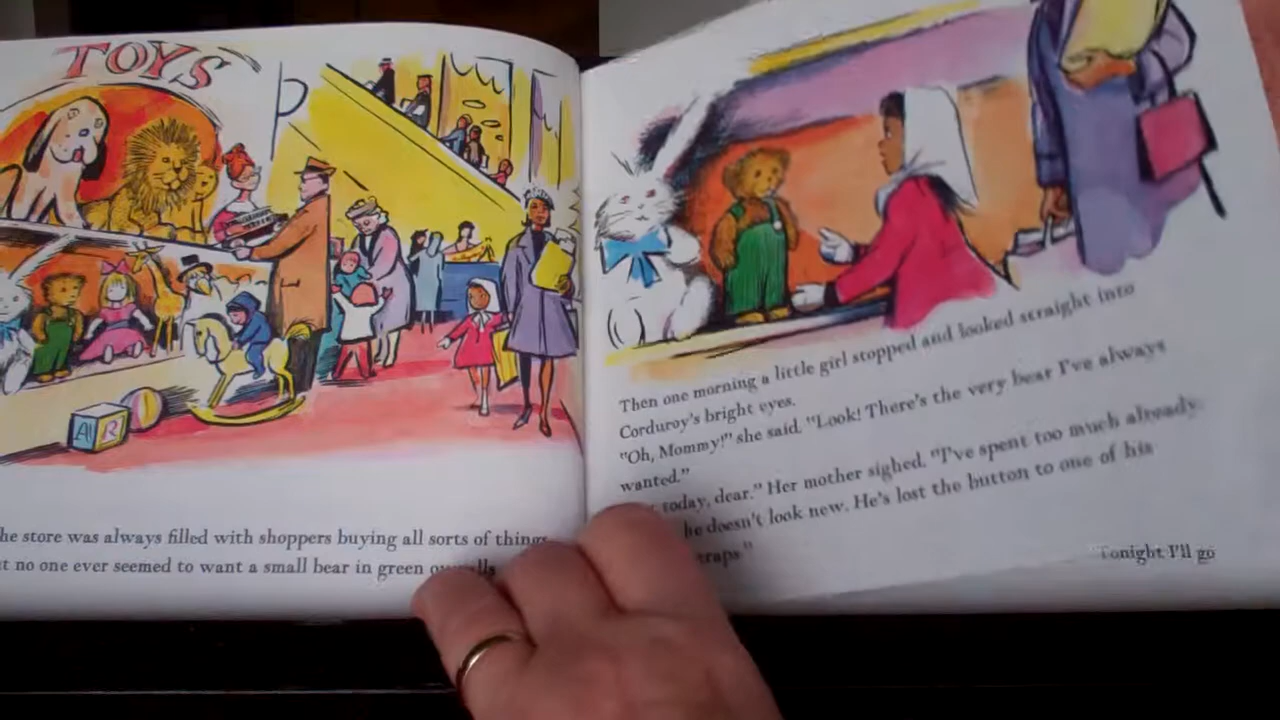 TOYS
A R
he store was always filled with shoppers buying all sorts of things
t no one ever seemed to want a small bear in green
Then one morning a little girl stopped and looked straight into
Corduroy's bright eyes.
"Oh, Mommy!" she said. "Look! There's the very bear I've always
wanted."
today, dear." Her mother sighed. "I've spent too much already.
he doesn't look new. He's lost the button to one of his
raps."
Tonight I'll go